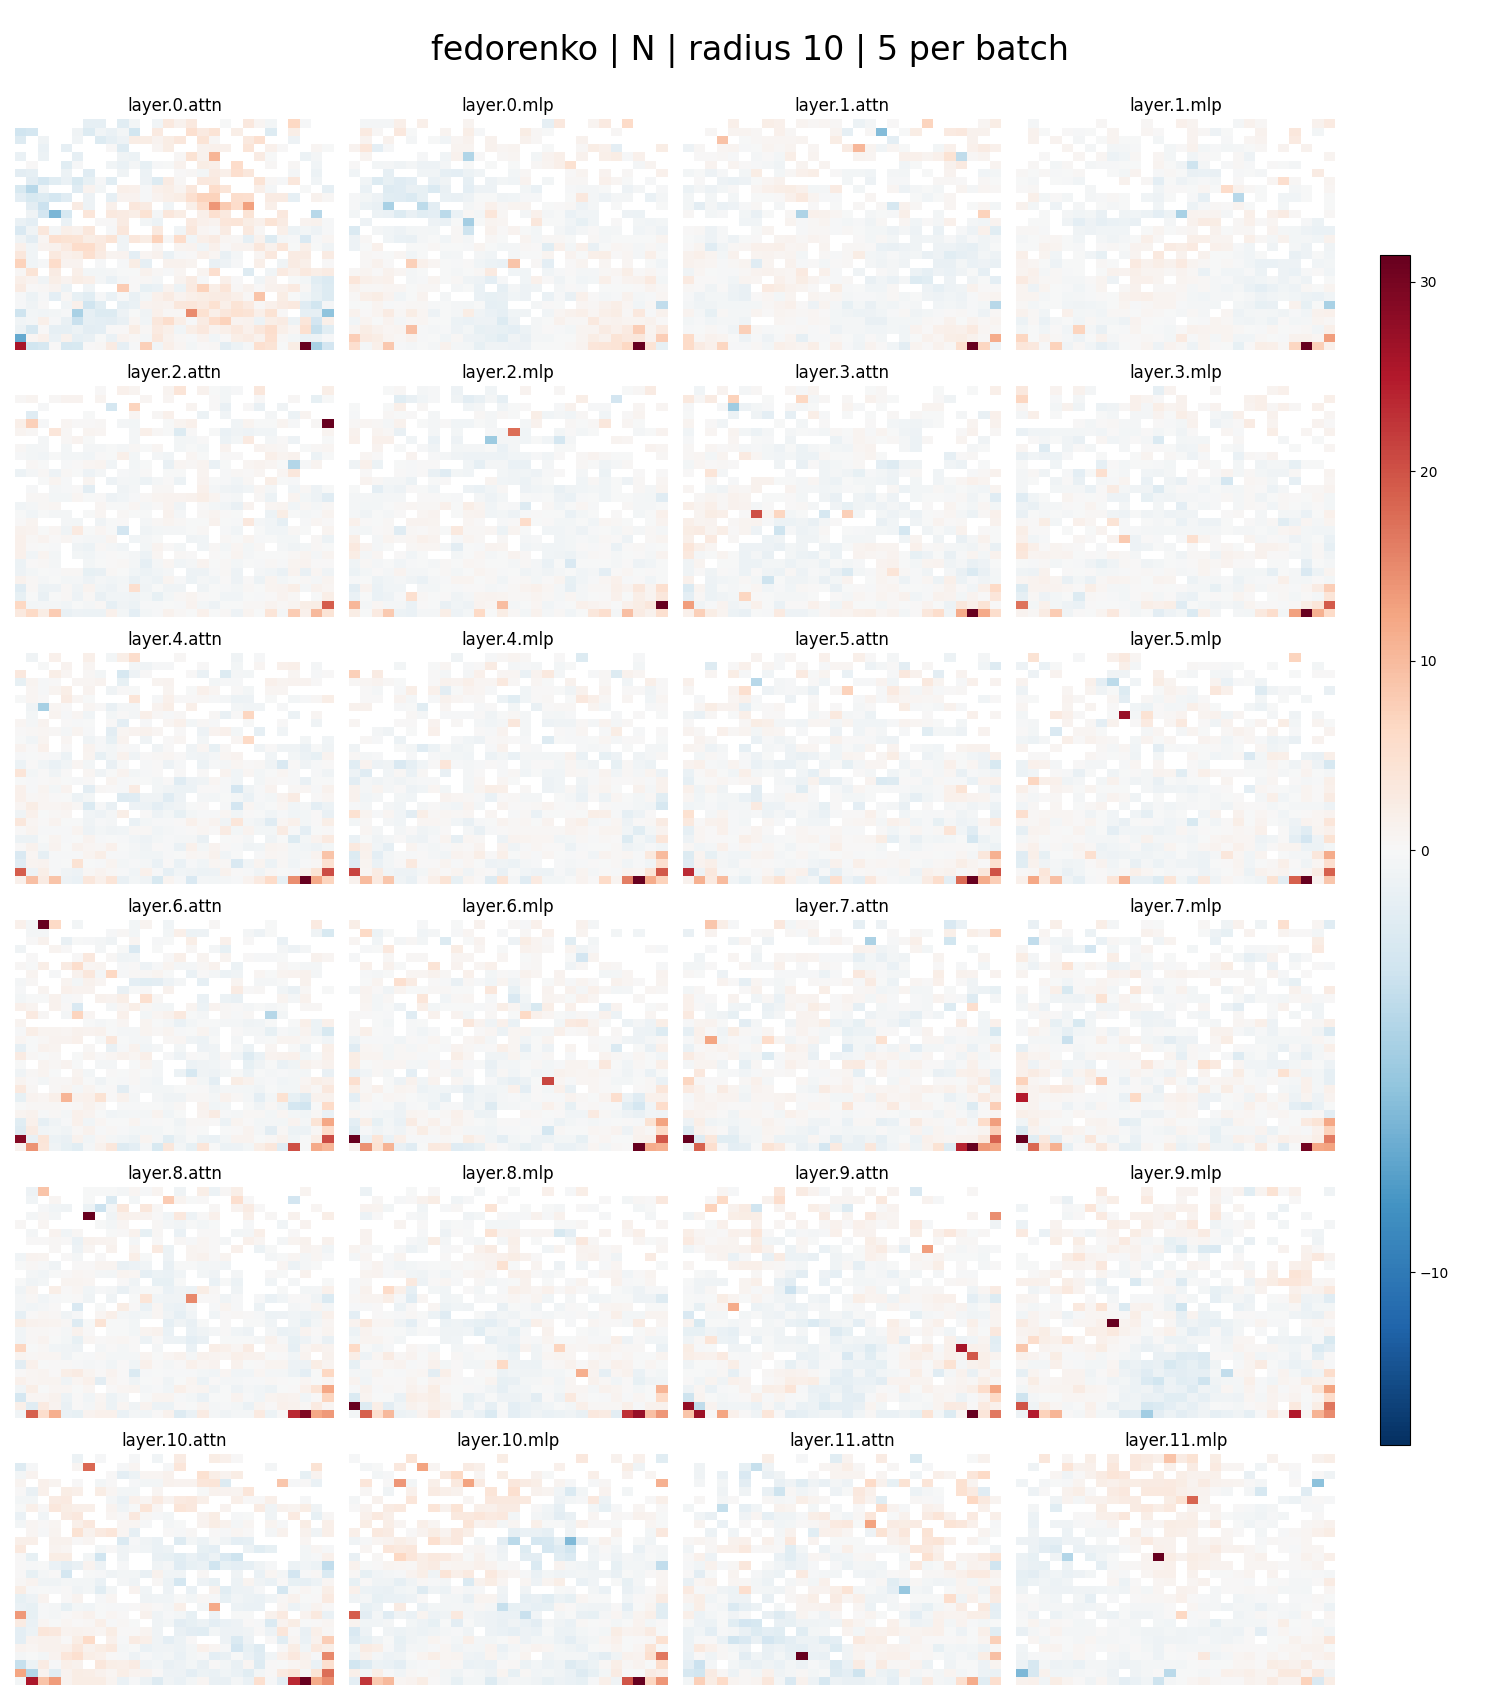 fedorenko | N | radius 10 | 5 per batch
layer.0.attn
layer.0.mlp
layer.1.attn
layer.1.mlp
layer.2.attn
layer.2.mlp
layer.3.attn
layer.3.mlp
layer.4.attn
layer.4.mlp
layer.5.attn
layer.5.mlp
layer.6.attn
layer.6.mlp
layer.7.attn
layer.7.mlp
layer.8.attn
layer.8.mlp
layer.9.attn
layer.9.mlp
layer.10.attn
layer.10.mlp
layer.11.attn
layer.11.mlp
30
20
10
0
−10